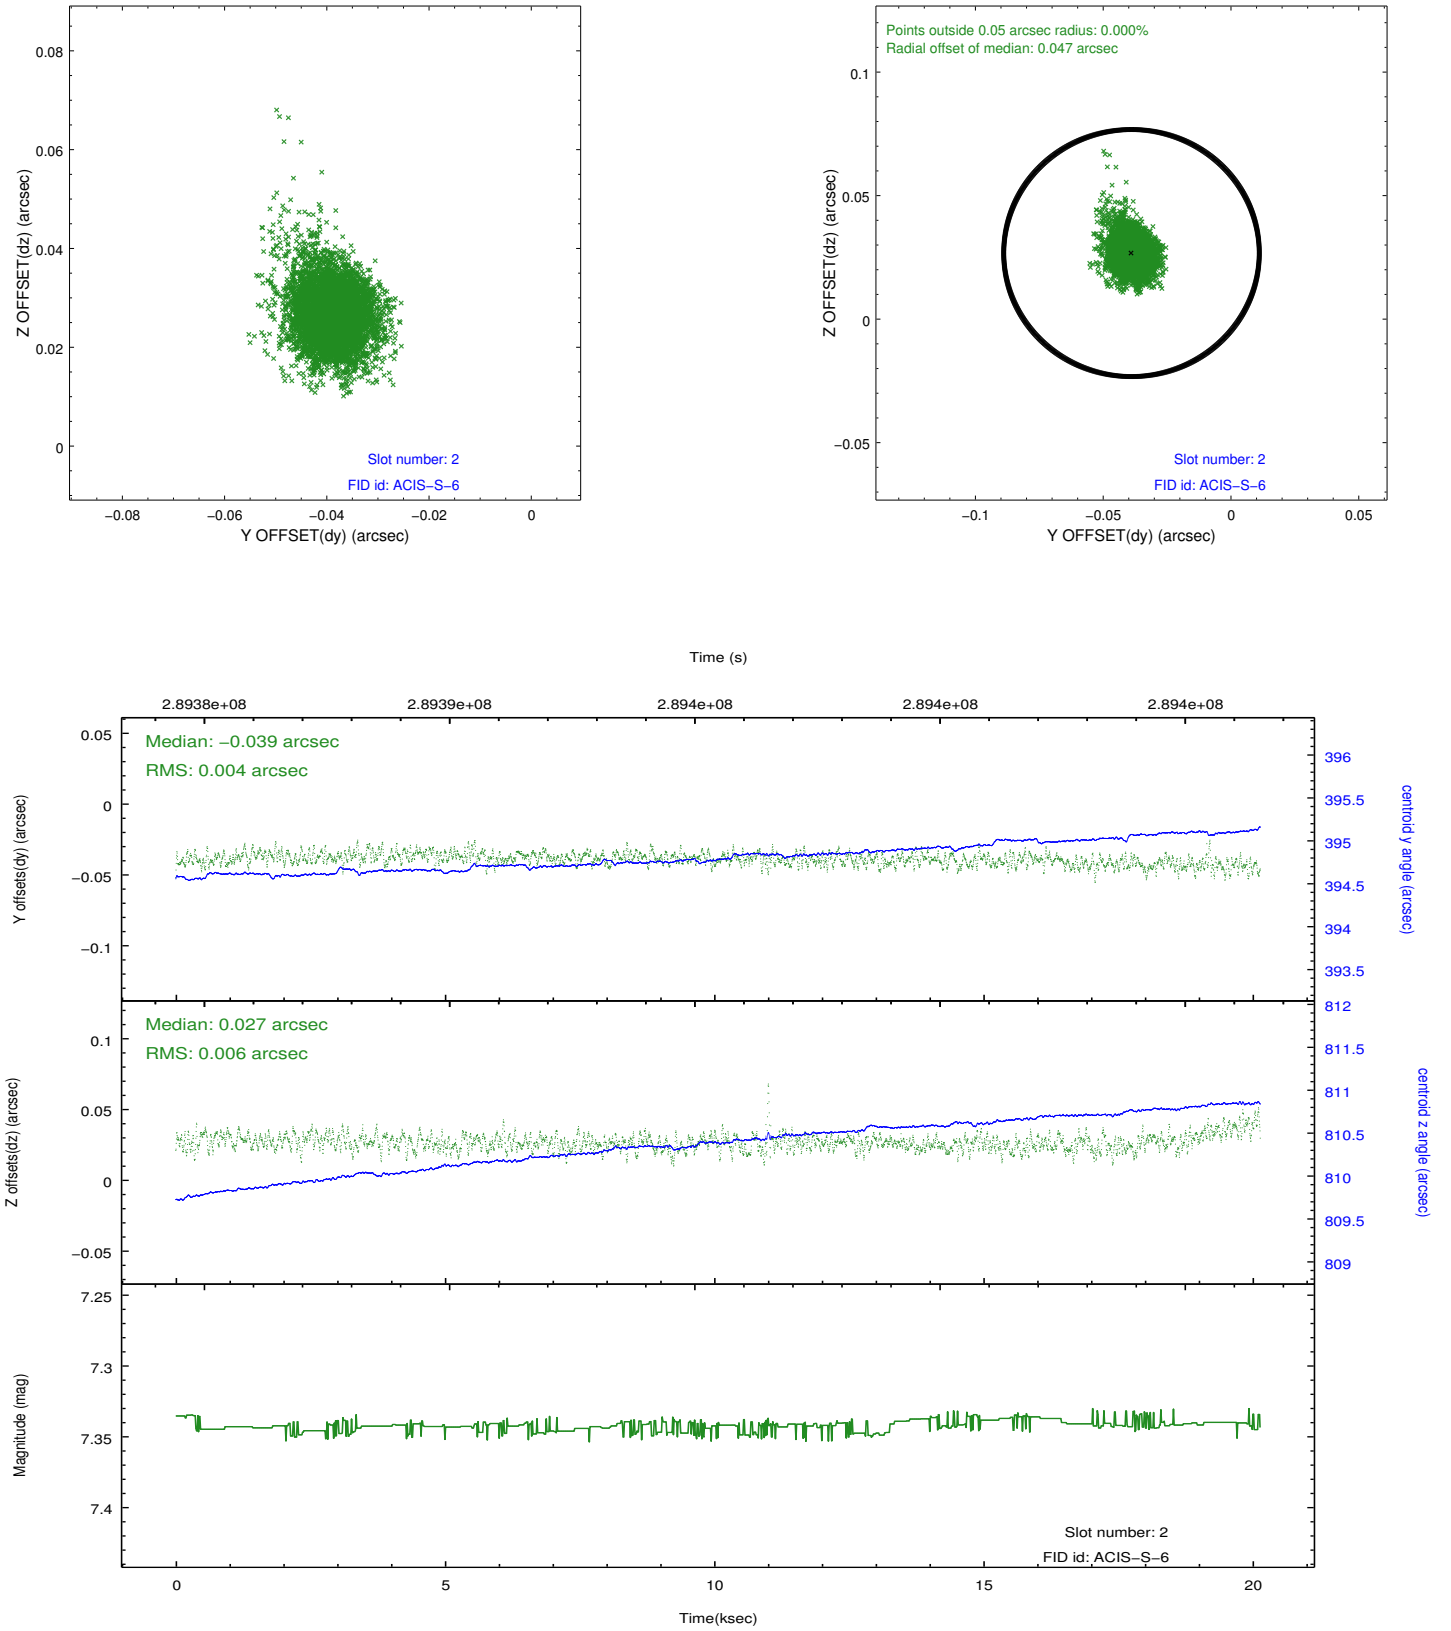 0.08
0.06
0.04
0.02
0
Z OFFSET(dz) (arcsec)
Slot number: 2
FID id: ACIS−S−6
−0.08 −0.06 −0.04 −0.02 0
Y OFFSET(dy) (arcsec)
Points outside 0.05 arcsec radius: 0.000%
Radial offset of median: 0.047 arcsec
0.1
0.05
0
−0.05
Z OFFSET(dz) (arcsec)
Slot number: 2
FID id: ACIS−S−6
−0.1 −0.05 0 0.05
Y OFFSET(dy) (arcsec)
Time (s)
2.8938e+08 2.8939e+08 2.894e+08 2.894e+08 2.894e+08
Median: −0.039 arcsec
RMS: 0.004 arcsec
0.05
0
−0.05
−0.1
Y offsets(dy) (arcsec)
396
395.5
395
394.5
394
393.5
centroid y angle (arcsec)
Median: 0.027 arcsec
RMS: 0.006 arcsec
0.1
0.05
0
−0.05
Z offsets(dz) (arcsec)
812
811.5
811
810.5
810
809.5
809
centroid z angle (arcsec)
7.25
7.3
7.35
7.4
Magnitude (mag)
Slot number: 2
FID id: ACIS−S−6
0 5 10 15 20
Time(ksec)